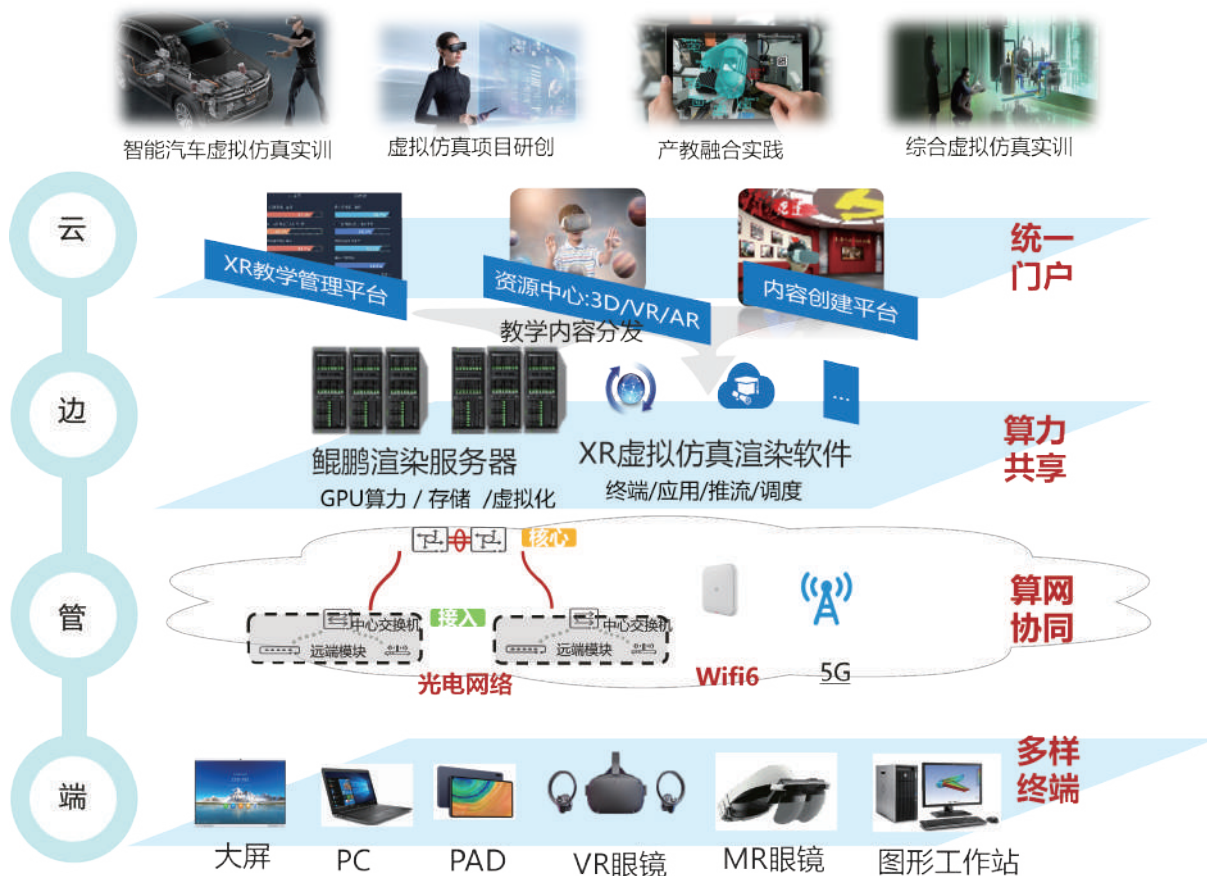 智能汽车虚拟仿真实训
虚拟仿真项目研创
产教融合实践
综合虚拟仿真实训
云
XR教学管理平台
资源中心:3D/VR/AR
内容创建平台
统一
门户
教学内容分发
边
...
鲲鹏渲染服务器
XR虚拟仿真渲染软件
GPU算力 / 存储 /虚拟化
终端/应用/推流/调度
算力
共享
核心
管
接入
中心交换机
远端模块
中心交换机
远端模块
光电网络
Wifi6
5G
算网
协同
端
多样
终端
大屏
PC
PAD
VR眼镜
MR眼镜
图形工作站